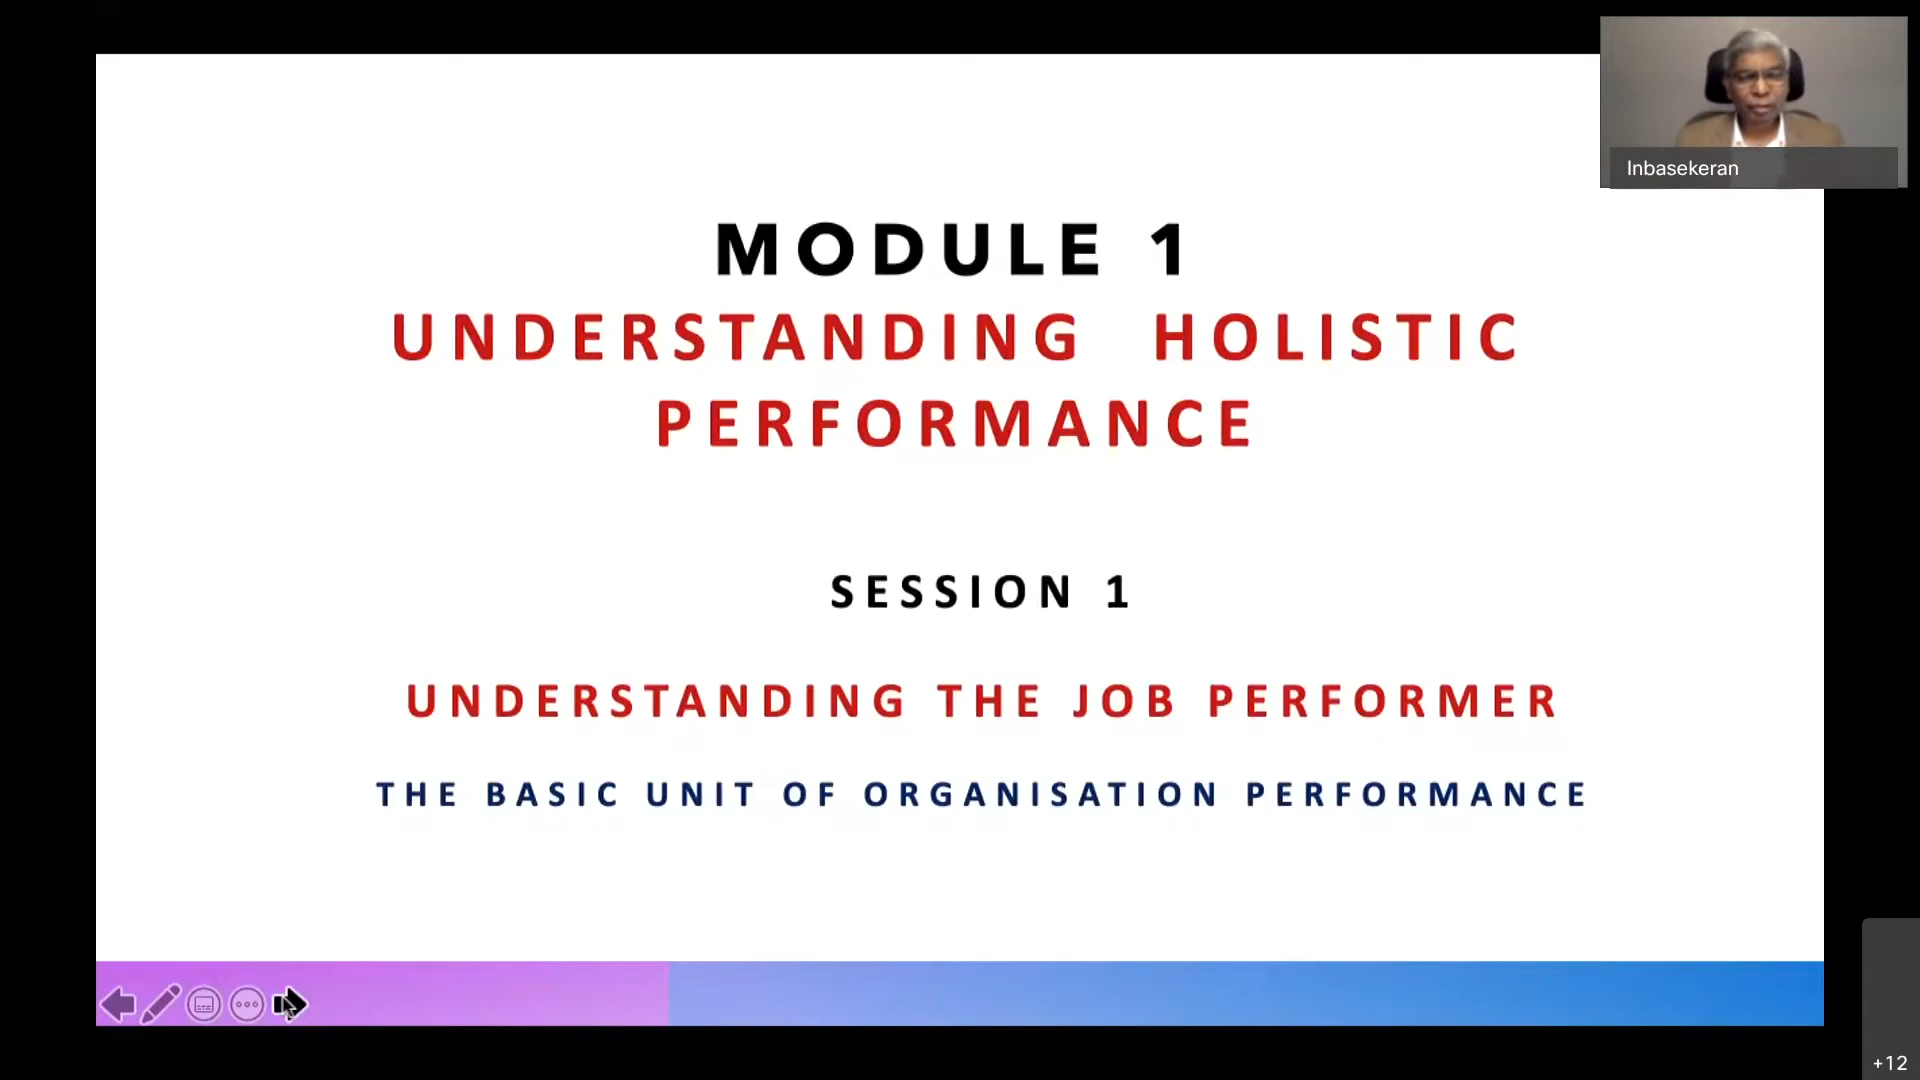 Inbasekeran
MODULE 1
UNDERSTANDING HOLISTIC
PERFORMANCE
SESSION 1
UNDERSTANDING THE JOB PERFORMER
THE BASIC UNIT OF ORGANISATION PERFORMANCE
+12